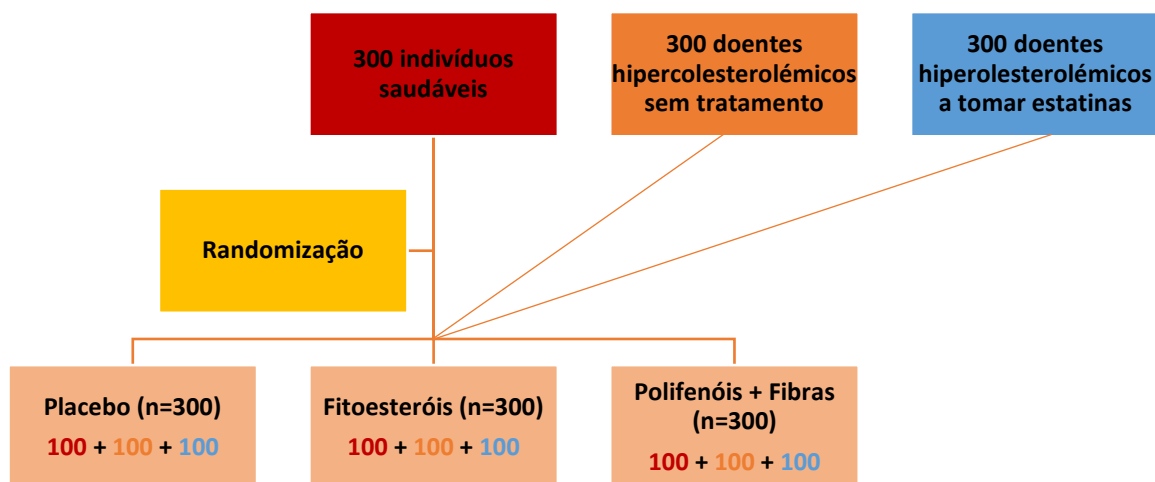 300 indivíduos
saudáveis
300 doentes
hipercolesterolémicos
sem tratamento
300 doentes
hiperolesterolémicos
a tomar estatinas
Randomização
Placebo (n=300)
100 + 100 + 100
Fitoesteróis (n=300)
100 + 100 + 100
Polifenóis + Fibras
(n=300)
100 + 100 + 100